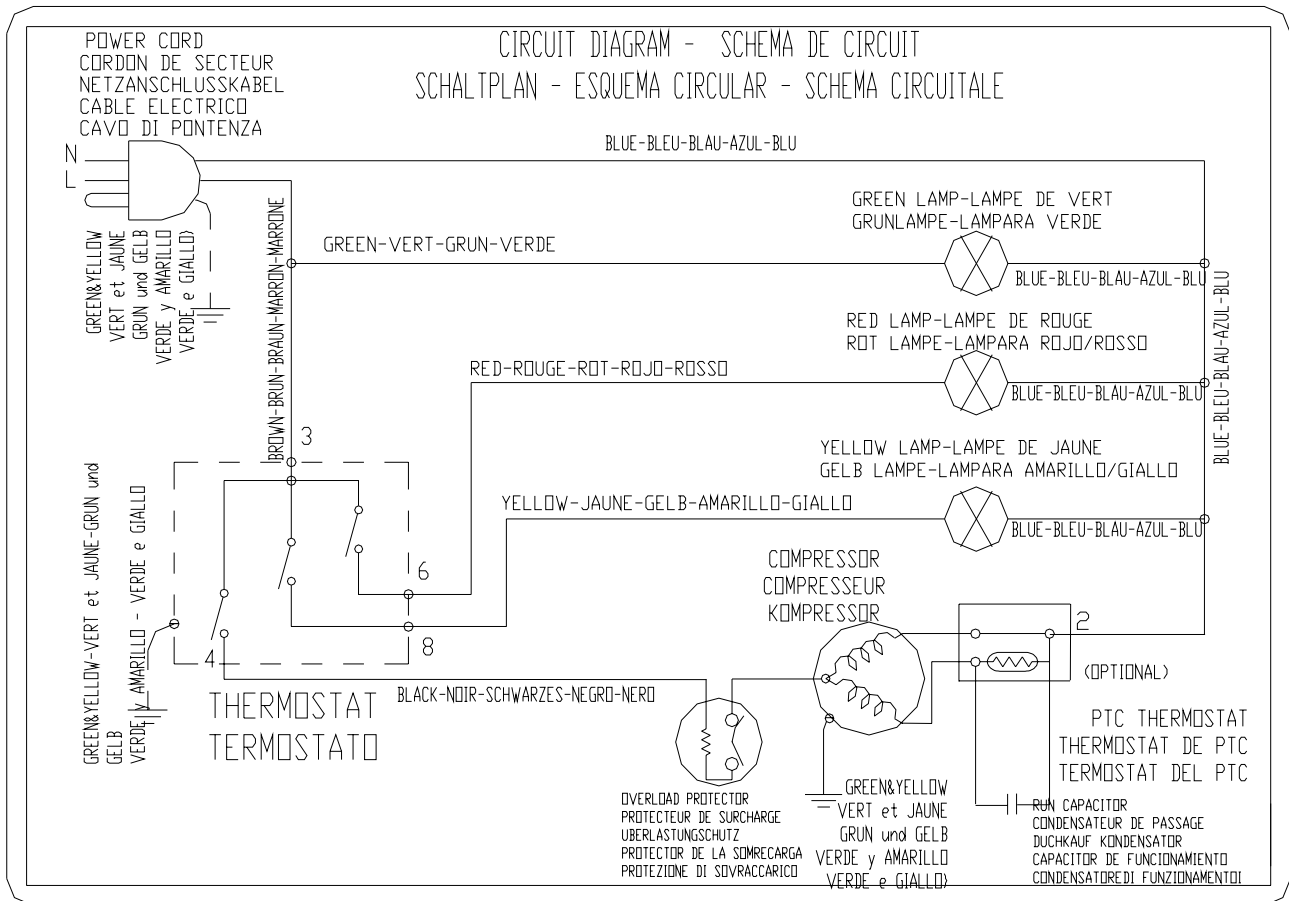 POWER CORD
CORDON DE SECTEUR
NETZANSCHLUSSKABEL
CABLE ELECTRICO
CAVO DI PONTENZA
CIRCUIT DIAGRAM - SCHEMA DE CIRCUIT
SCHALTPLAN - ESQUEMA CIRCULAR - SCHEMA CIRCUITALE
BLUE-BLEU-BLAU-AZUL-BLU
N
L
GREEN&YELLOW
VERT et JAUNE
GRUN und GELB
VERDE y AMARILLO
VERDE e GIALLO)
BROWN-BRUN-BRAUN-MARRON-MARRONE
GREEN-VERT-GRUN-VERDE
GREEN LAMP-LAMPE DE VERT
GRUNLAMPE-LAMPARA VERDE
BLUE-BLEU-BLAU-AZUL-BLU
BLUE-BLEU-BLAU-AZUL-BLU
RED LAMP-LAMPE DE ROUGE
ROT LAMPE-LAMPARA ROJO/ROSSO
RED-ROUGE-ROT-ROJO-ROSSO
BLUE-BLEU-BLAU-AZUL-BLU
3
YELLOW LAMP-LAMPE DE JAUNE
GELB LAMPE-LAMPARA AMARILLO/GIALLO
YELLOW-JAUNE-GELB-AMARILLO-GIALLO
BLUE-BLEU-BLAU-AZUL-BLU
GREEN&YELLOW-VERT et JAUNE-GRUN und
GELB
VERDE y AMARILLO - VERDE e GIALLO
6
8
4
COMPRESSOR
COMPRESSEUR
KOMPRESSOR
2
(OPTIONAL)
THERMOSTAT
TERMOSTATO
BLACK-NOIR-SCHWARZES-NEGRO-NERO
PTC THERMOSTAT
THERMOSTAT DE PTC
TERMOSTAT DEL PTC
OVERLOAD PROTECTOR
PROTECTEUR DE SURCHARGE
UBERLASTUNGSCHUTZ
PROTECTOR DE LA SOMRECARGA
PROTEZIONE DI SOVRACCARICO
GREEN&YELLOW
VERT et JAUNE
GRUN und GELB
VERDE y AMARILLO
VERDE e GIALLO)
RUN CAPACITOR
CONDENSATEUR DE PASSAGE
DUCHKAUF KONDENSATOR
CAPACITOR DE FUNCIONAMIENTO
CONDENSATOREDI FUNZIONAMENTOI